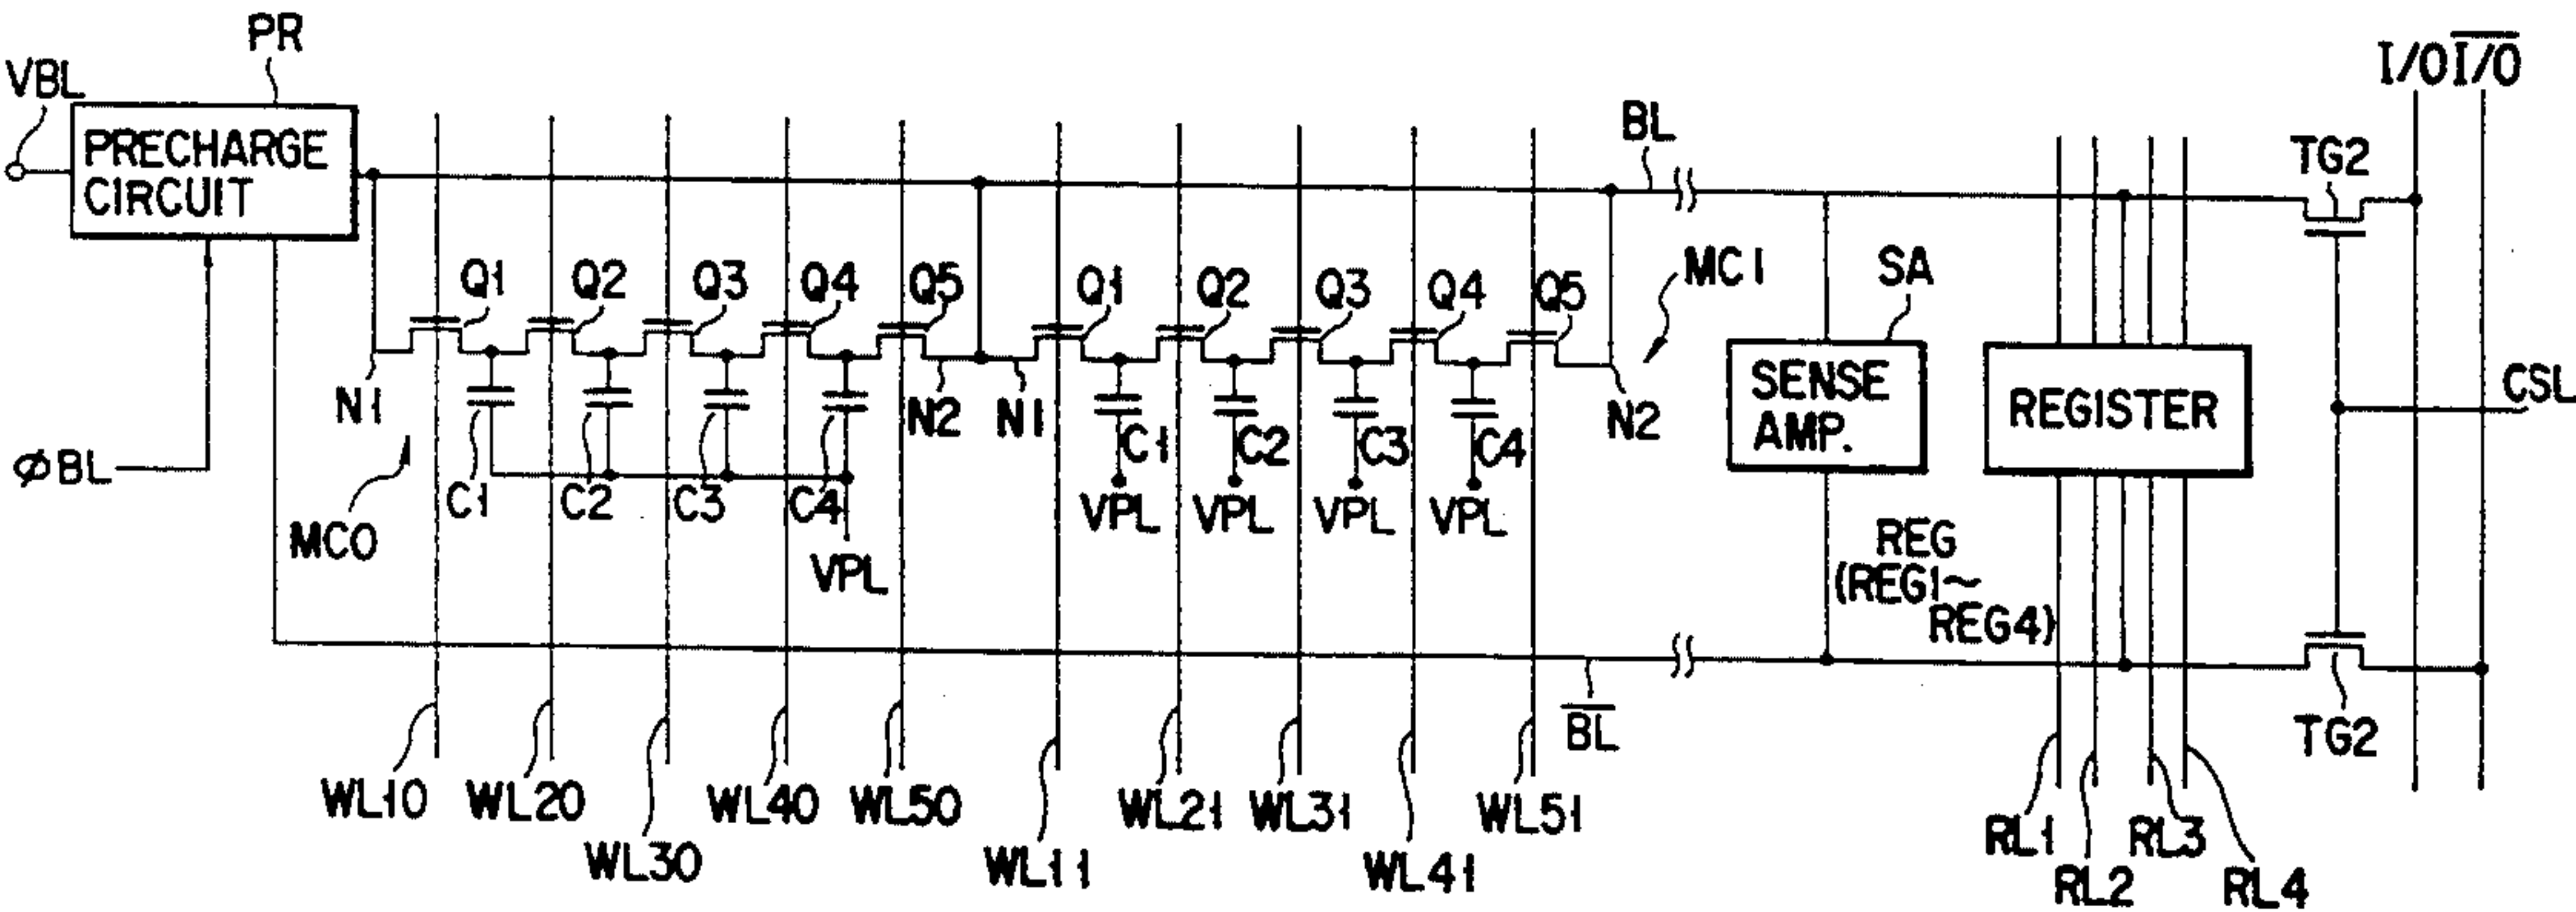 PR
VBL
I/O I/O
PRECHARGE
CIRCUIT
BL
TG2
Q1 Q2 Q3 Q4 Q5 Q1 Q2 Q3 Q4 Q5
MC1
SA
N1
N2 N1
N2
SENSE
AMP.
REGISTER
CSL
øBL
C1 C2 C3 C4
C1 C2 C3 C4
MC0
VPL
VPL VPL VPL VPL
REG
(REG1~
REG4)
BL
TG2
WL10 WL20 WL30 WL40 WL50 WL11 WL21 WL31 WL41 WL51
RL1 RL2 RL3 RL4